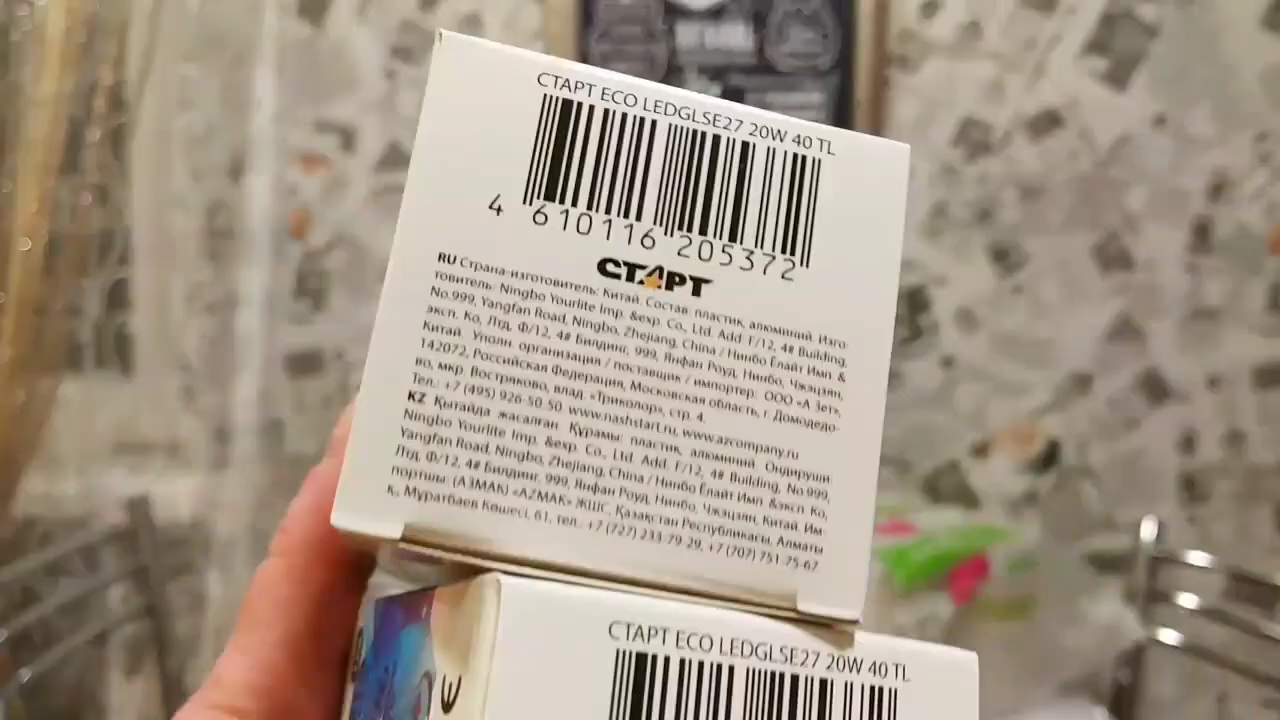 СТАРТ ECO LEDGLSE27 20W 40 TL
4 610116 205372
СТАРТ
RU Страна-изготовитель: Китай. Состав: пластик, алюминий. Изго-
товитель: Ningbo Yourlite Imp. &exp. Co., Ltd. Add. F/12, 4# Building,
No.999, Yangfan Road, Ningbo, Zhejiang, China / Нинбо Ёлайт Имп. &
эксп. Ко, Лтд. Ф/12, 4# Билдинг, 999, Янфан Роуд, Нинбо, Чжэцзян,
Китай. Уполн. организация / поставщик / импортер: ООО «А Зет»,
142072, Российская Федерация, Московская область, г. Домодедо-
во, мкр. Востряково, влад. «Триколор», стр. 4.
Тел.: +7 (495) 926-50-50 www.nashstart.ru, www.azcompany.ru
KZ Қытайда жасалған. Құрамы: пластик, алюминий. Өндіруші:
Ningbo Yourlite Imp. &exp. Co., Ltd. Add. F/12, 4# Building, No.999,
Yangfan Road, Ningbo, Zhejiang, China / Нинбо Ёлайт Имп. &эксп. Ко,
Лтд. Ф/12, 4# Билдинг, 999, Янфан Роуд, Нинбо, Чжэцзян, Китай. Им-
портшы: (АЗМАК) «AZMAK» ЖШС, Қазақстан Республикасы, Алматы
қ., Муратбаев Көшесі, 61, тел.: +7 (727) 233-79-29, +7 (707) 751-75-67
СТАРТ ECO LEDGLSE27 20W 40 TL